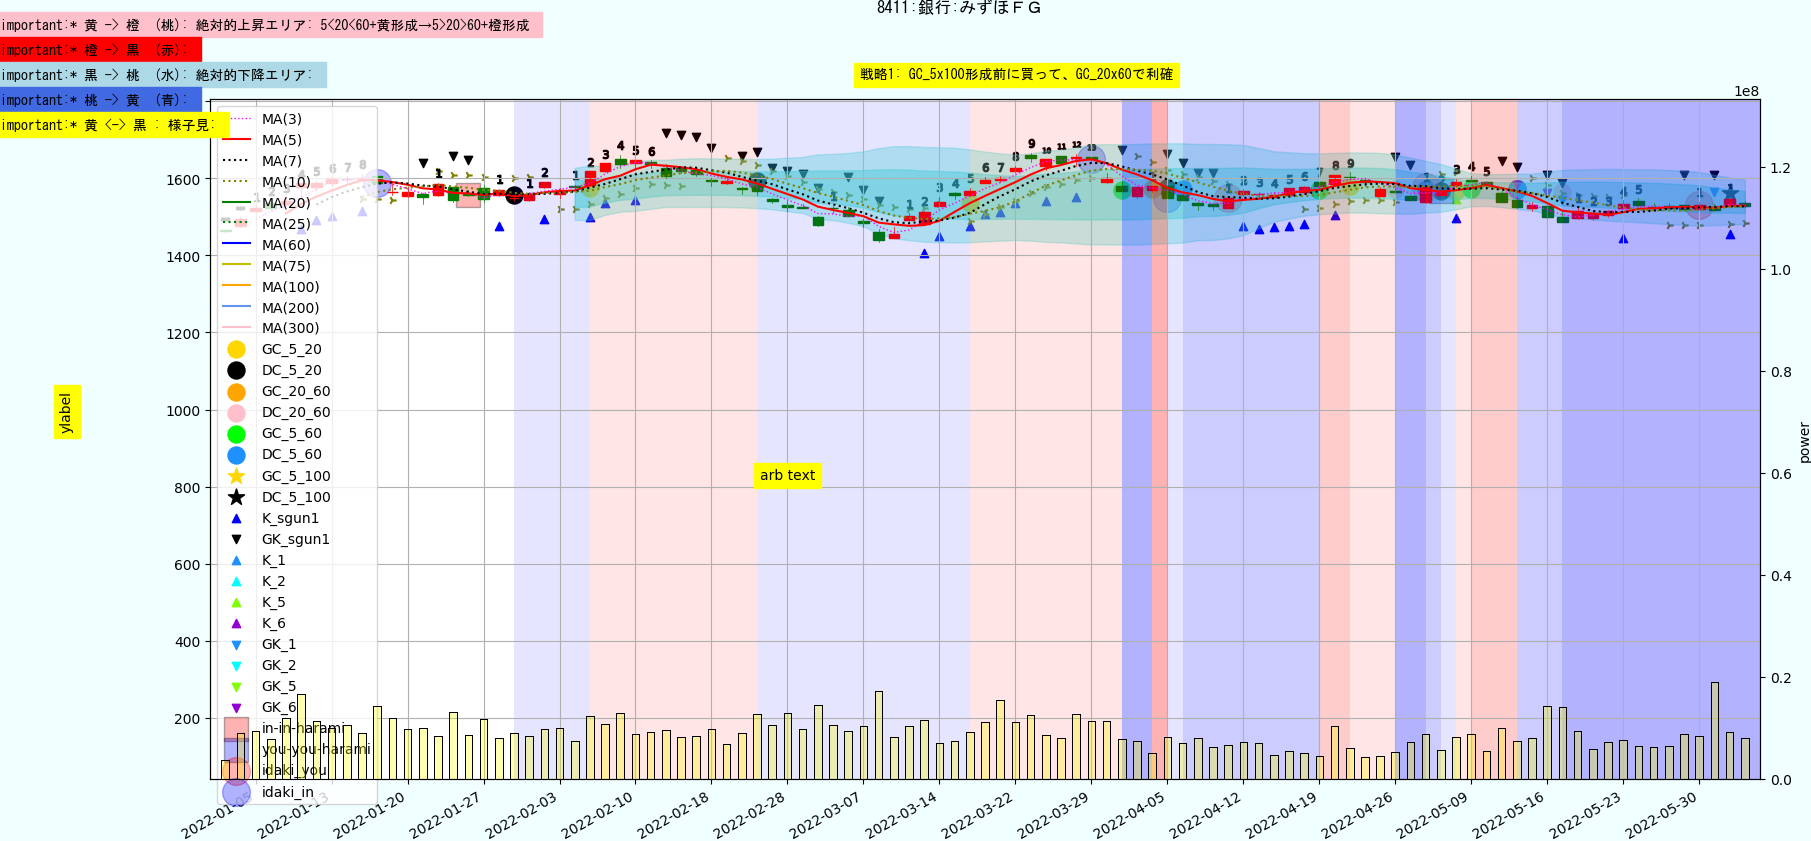 8411:銀行:みずほＦＧ
important:* 黄 -> 橙 （桃）: 絶対的上昇エリア: 5<20<60+黄形成→5>20>60+橙形成
important:* 橙 -> 黒 （赤）:
important:* 黒 -> 桃 （水）: 絶対的下降エリア:
戦略1: GC_5x100形成前に買って、GC_20x60で利確
important:* 桃 -> 黄 （青）:
important:* 黄 <-> 黒 : 様子見:
1e8
MA(3)
MA(5)
MA(7)
MA(10)
MA(20)
MA(25)
MA(60)
MA(75)
MA(100)
MA(200)
MA(300)
GC_5_20
DC_5_20
GC_20_60
DC_20_60
GC_5_60
DC_5_60
GC_5_100
DC_5_100
K_sgun1
GK_sgun1
K_1
K_2
K_5
K_6
GK_1
GK_2
GK_5
GK_6
in-in-harami
you-you-harami
idaki_you
idaki_in
1600
1400
1200
1000
800
600
400
200
ylabel
arb text
power
1.2
1.0
0.8
0.6
0.4
0.2
0.0
2022-01-05
2022-01-13
2022-01-20
2022-01-27
2022-02-03
2022-02-10
2022-02-18
2022-02-28
2022-03-07
2022-03-14
2022-03-22
2022-03-29
2022-04-05
2022-04-12
2022-04-19
2022-04-26
2022-05-09
2022-05-16
2022-05-23
2022-05-30